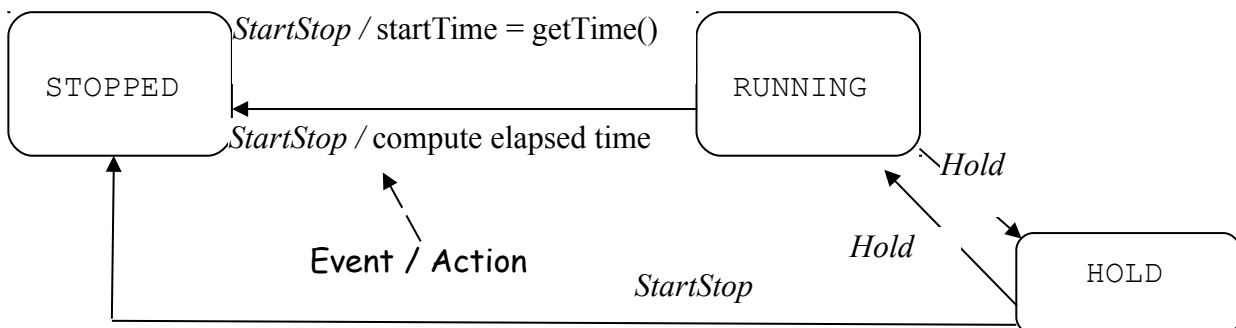 StartStop / startTime = getTime()
STOPPED
RUNNING
StartStop / compute elapsed time
Hold
Hold
Event / Action
HOLD
StartStop